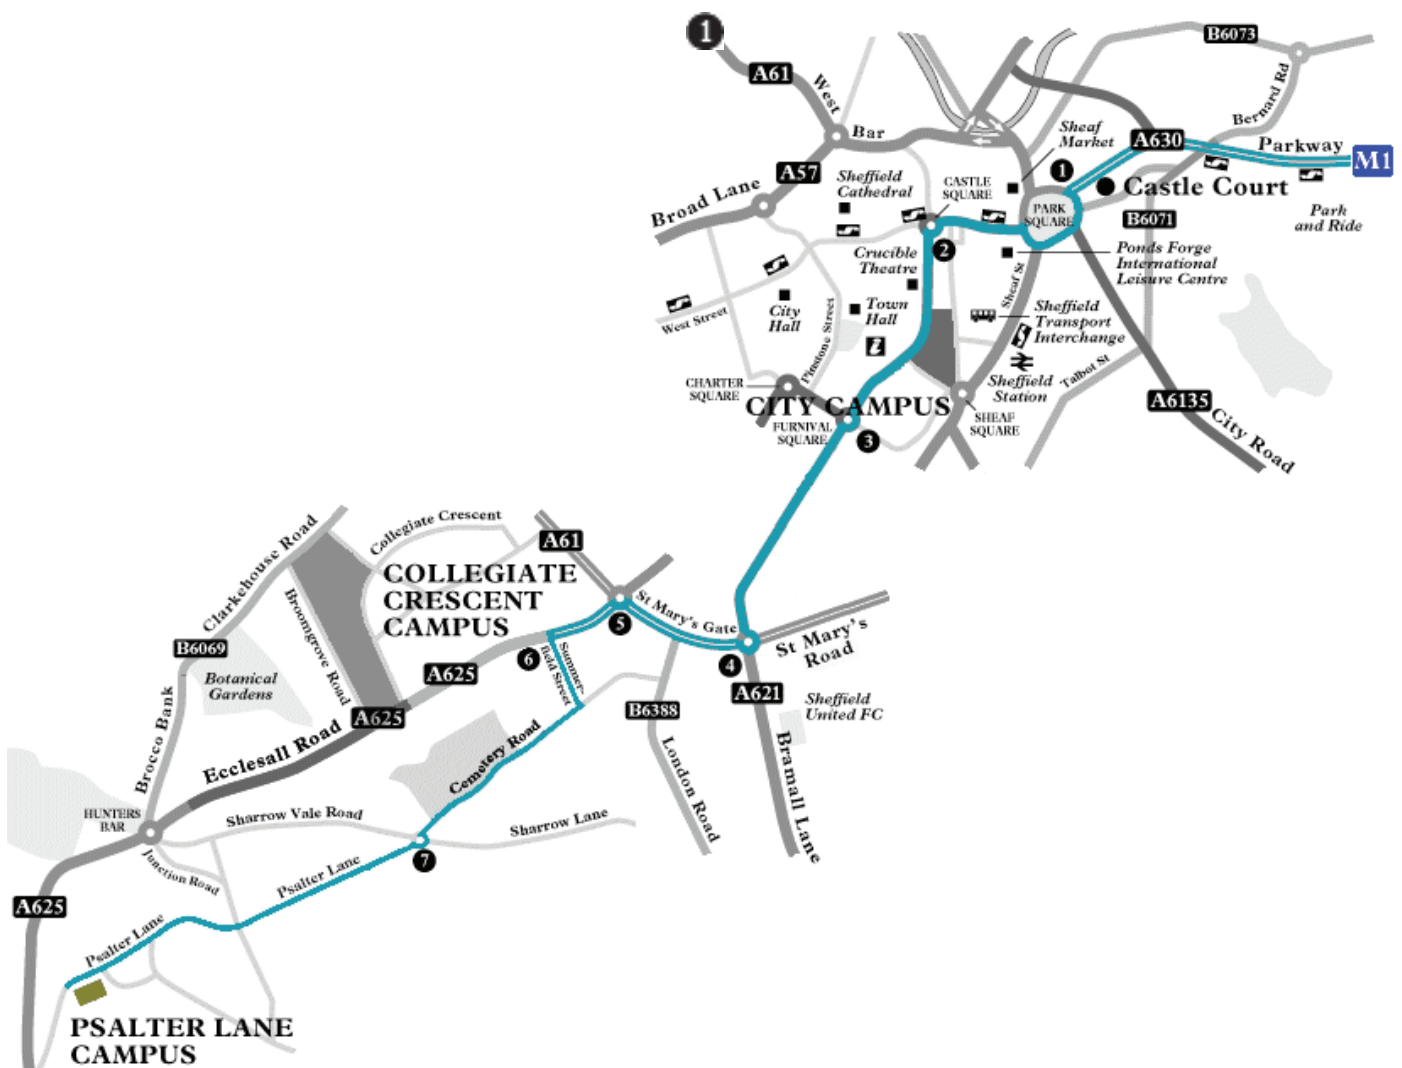 1
B6073
A61
West
Bar
Bernard Rd
Sheaf
Market
A630
Parkway
M1
A57
1
Sheffield
Cathedral
CASTLE
SQUARE
Castle Court
Broad Lane
PARK
SQUARE
B6071
Park
and Ride
2
Crucible
Theatre
Ponds Forge
International
Leisure Centre
Sheaf St
City
Hall
Town
Hall
Sheffield
Transport
Interchange
West Street
Pinstone Street
i
Sheffield
Station
Talbot St
CHARTER
SQUARE
CITY CAMPUS
A6135
City Road
FURNIVAL
SQUARE
3
SHEAF
SQUARE
Clarkehouse Road
Collegiate Crescent
A61
COLLEGIATE
CRESCENT
CAMPUS
Broomgrove Road
St Mary's Gate
5
St Mary's
Road
B6069
6
4
Summer-
field Street
A625
Botanical
Gardens
A621
Sheffield
United FC
B6388
A625
Brocco Bank
Ecclesall Road
Cemetery Road
London Road
Bramall Lane
HUNTERS
BAR
Sharrow Vale Road
Sharrow Lane
7
Junction Road
Psalter Lane
A625
Psalter Lane
PSALTER LANE
CAMPUS